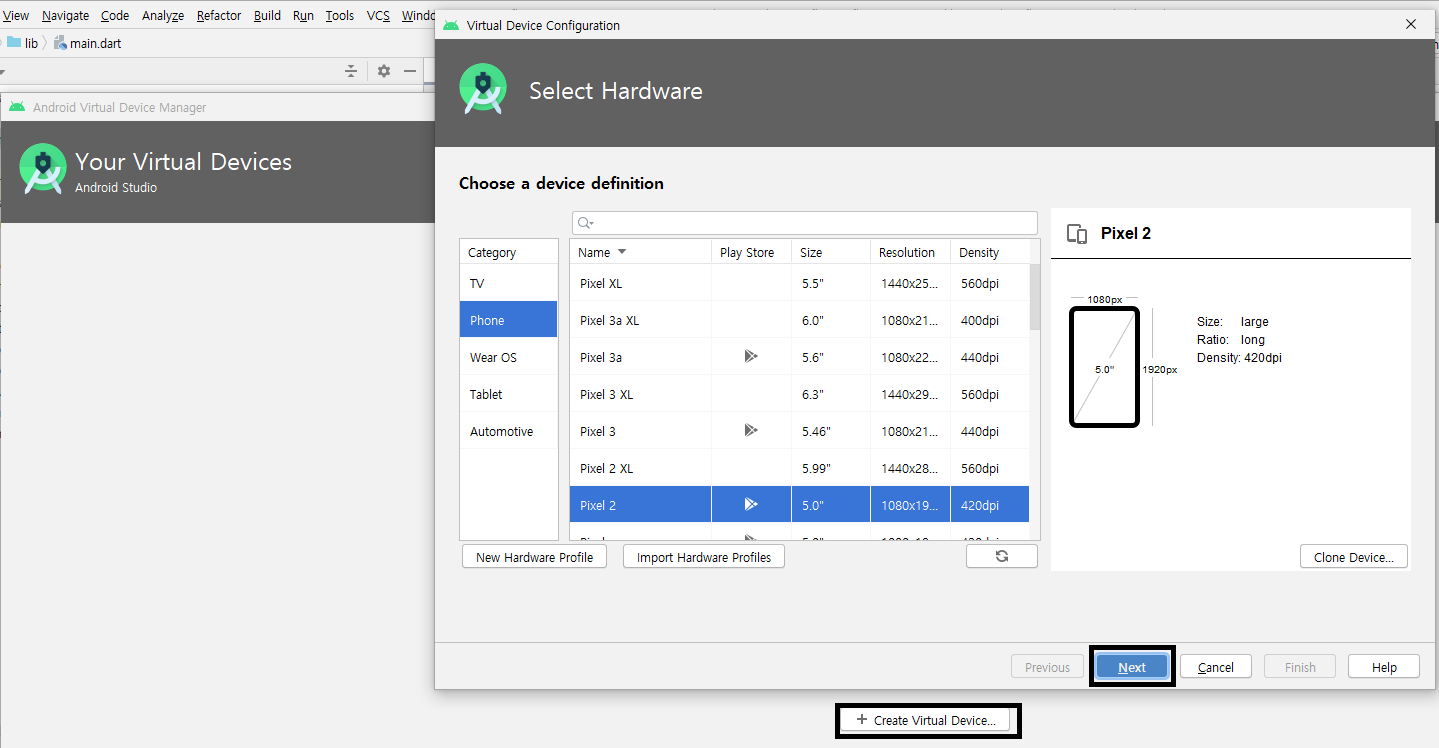 View Navigate Code Analyze Refactor Build Run Tools VCS
lib main.dart
Android Virtual Device Manager
Your Virtual Devices
Android Studio
Virtual Device Configuration
Select Hardware
Choose a device definition
Category
TV
Phone
Wear OS
Tablet
Automotive
Name Play Store Size Resolution Density
Pixel XL 5.5" 1440x25... 560dpi
Pixel 3a XL 6.0" 1080x21... 400dpi
Pixel 3a 5.6" 1080x22... 440dpi
Pixel 3 XL 6.3" 1440x29... 560dpi
Pixel 3 5.46" 1080x21... 440dpi
Pixel 2 XL 5.99" 1440x28... 560dpi
Pixel 2 5.0" 1080x19... 420dpi
New Hardware Profile Import Hardware Profiles
Pixel 2
1080px
5.0"
1920px
Size: large
Ratio: long
Density: 420dpi
Clone Device...
Previous Next Cancel Finish Help
+ Create Virtual Device...